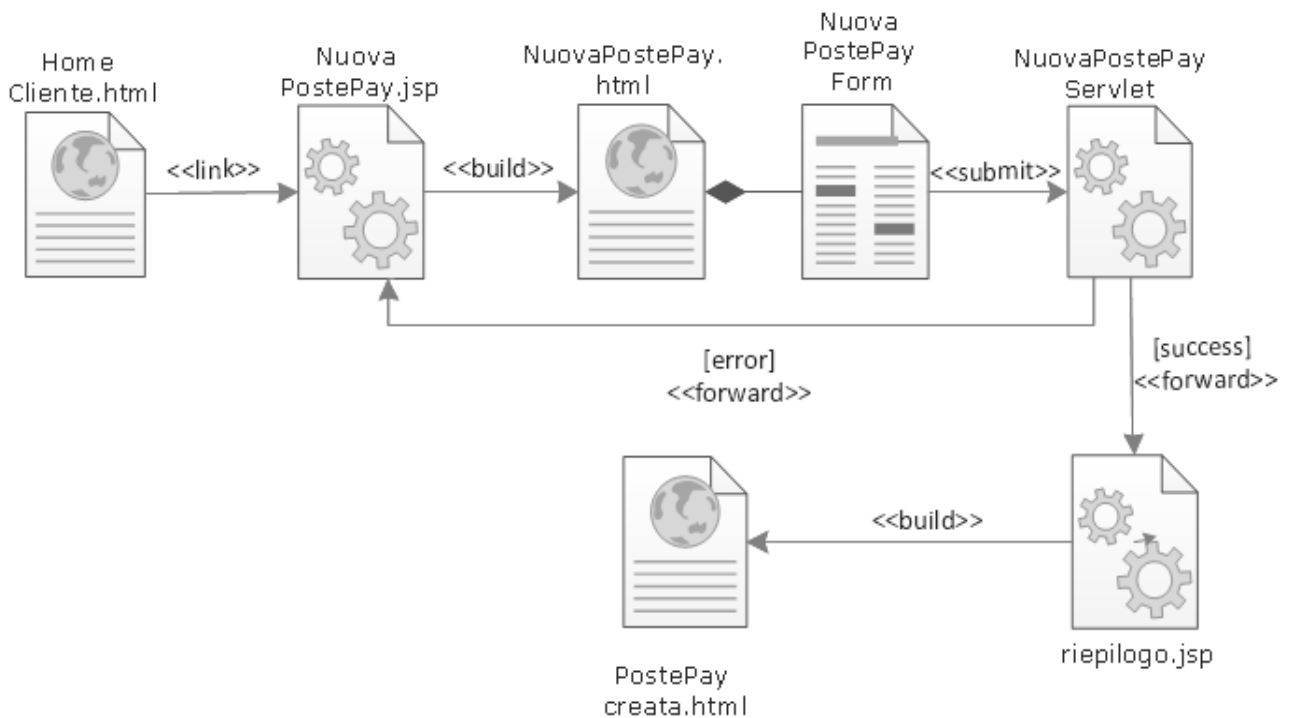 Home
Cliente.html
Nuova
PostePay.jsp
NuovaPostePay.
html
Nuova
PostePay
Form
NuovaPostePay
Servlet
<<link>>
<<build>>
<<submit>>
[error]
<<forward>>
[success]
<<forward>>
<<build>>
riepilogo.jsp
PostePay
creata.html